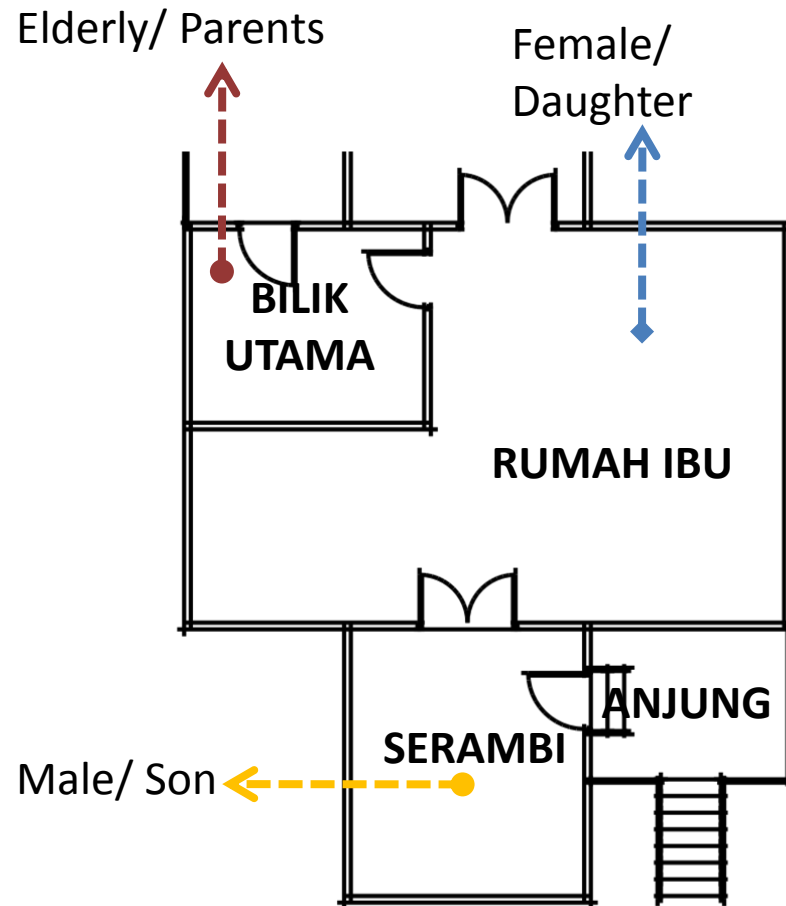 Elderly/ Parents
Female/
Daughter
BILIK
UTAMA
RUMAH IBU
ANJUNG
SERAMBI
Male/ Son